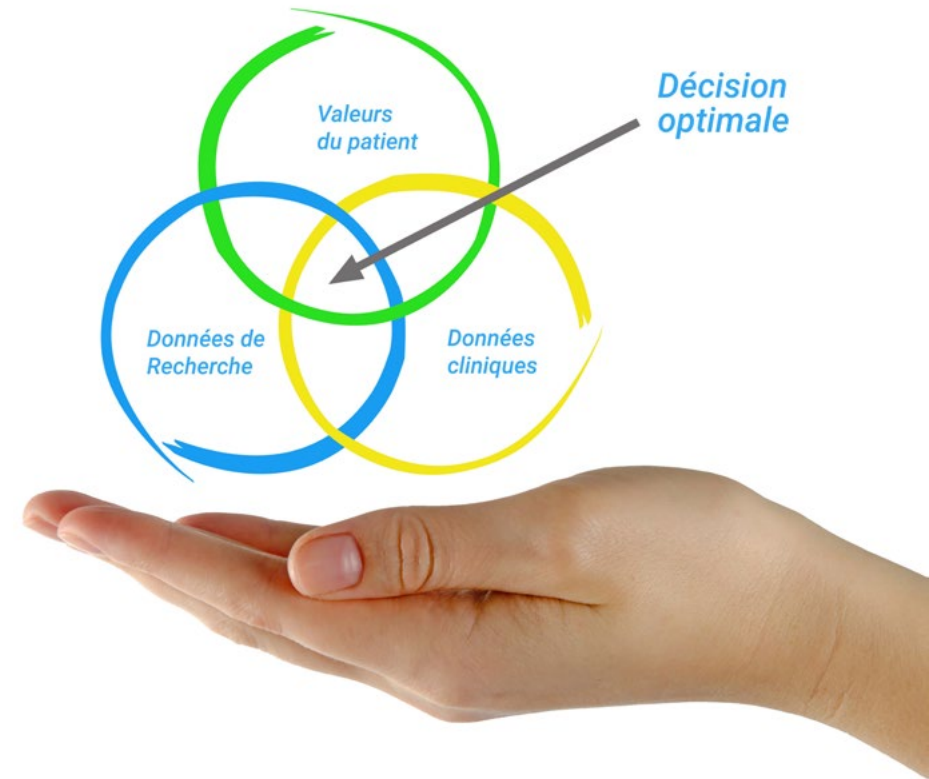 Valeurs
du patient
Décision
optimale
Données de
Recherche
Données
cliniques